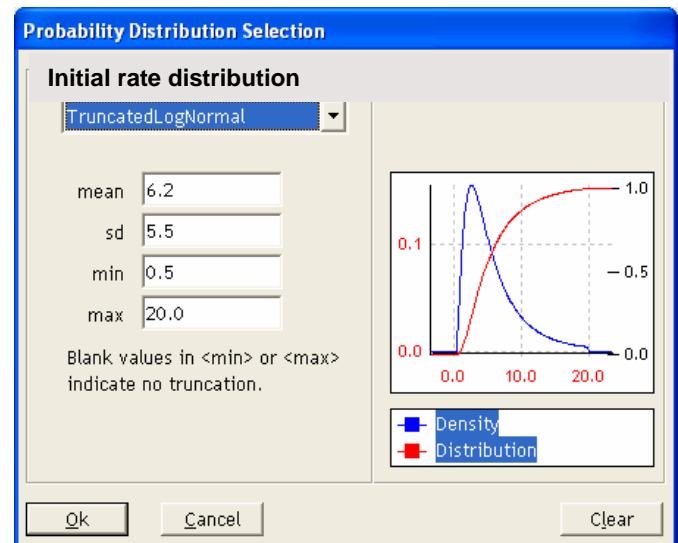 Probability Distribution Selection
Initial rate distribution
TruncatedLogNormal
mean 6.2
sd 5.5
min 0.5
max 20.0
Blank values in <min> or <max>
indicate no truncation.
1.0
0.1
0.5
0.0 0.0
0.0 10.0 20.0
Density
Distribution
Ok Cancel Clear